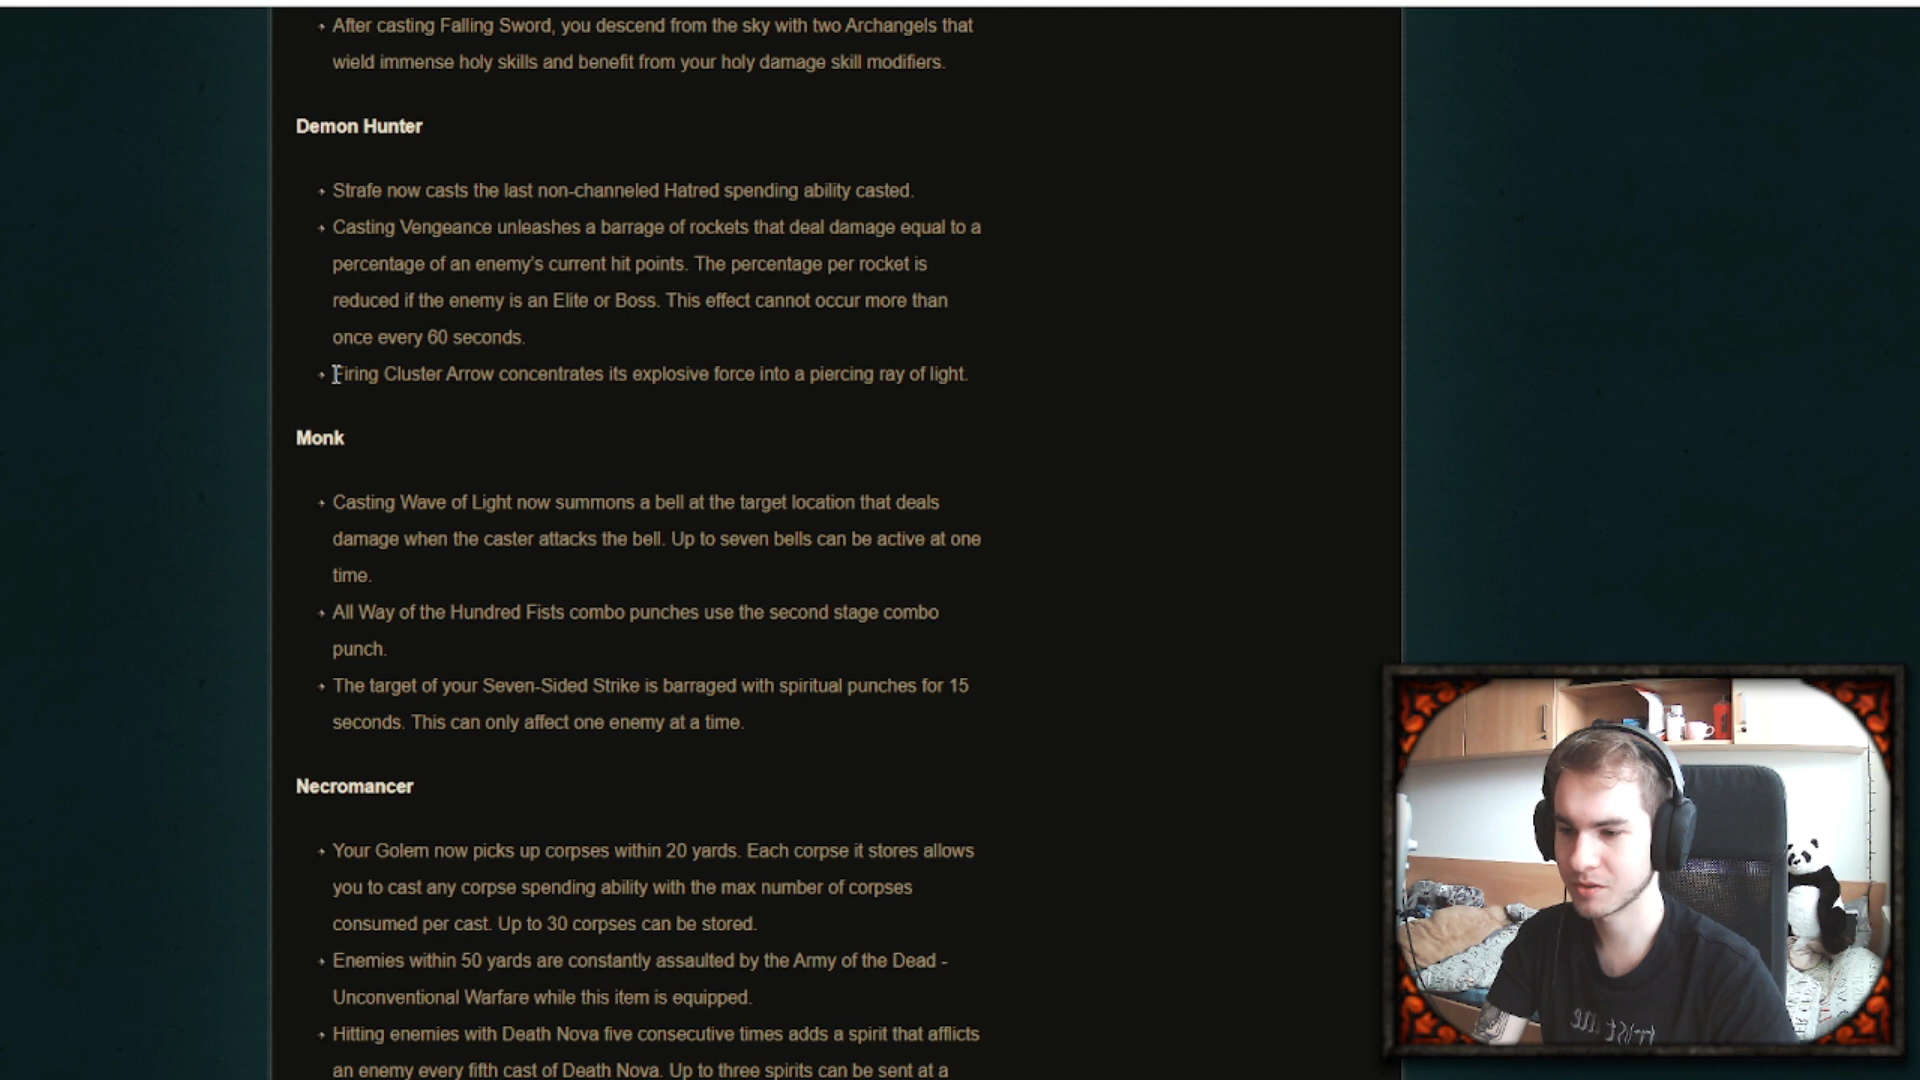 After casting Falling Sword, you descend from the sky with two Archangels that
wield immense holy skills and benefit from your holy damage skill modifiers.
Demon Hunter
Strafe now casts the last non-channeled Hatred spending ability casted.
Casting Vengeance unleashes a barrage of rockets that deal damage equal to a
percentage of an enemy's current hit points. The percentage per rocket is
reduced if the enemy is an Elite or Boss. This effect cannot occur more than
once every 60 seconds.
Firing Cluster Arrow concentrates its explosive force into a piercing ray of light.
Monk
Casting Wave of Light now summons a bell at the target location that deals
damage when the caster attacks the bell. Up to seven bells can be active at one
time.
All Way of the Hundred Fists combo punches use the second stage combo
punch.
The target of your Seven-Sided Strike is barraged with spiritual punches for 15
seconds. This can only affect one enemy at a time.
Necromancer
Your Golem now picks up corpses within 20 yards. Each corpse it stores allows
you to cast any corpse spending ability with the max number of corpses
consumed per cast. Up to 30 corpses can be stored.
Enemies within 50 yards are constantly assaulted by the Army of the Dead -
Unconventional Warfare while this item is equipped.
Hitting enemies with Death Nova five consecutive times adds a spirit that afflicts
an enemy every fifth cast of Death Nova. Up to three spirits can be sent at a